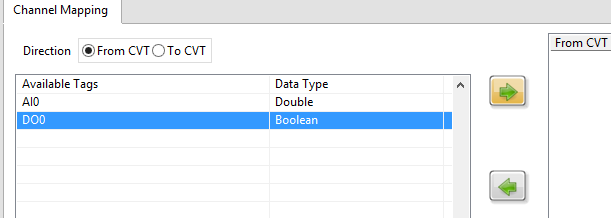 Channel Mapping
Direction From CVT To CVT
From CVT
Available Tags Data Type
AI0 Double
DO0 Boolean